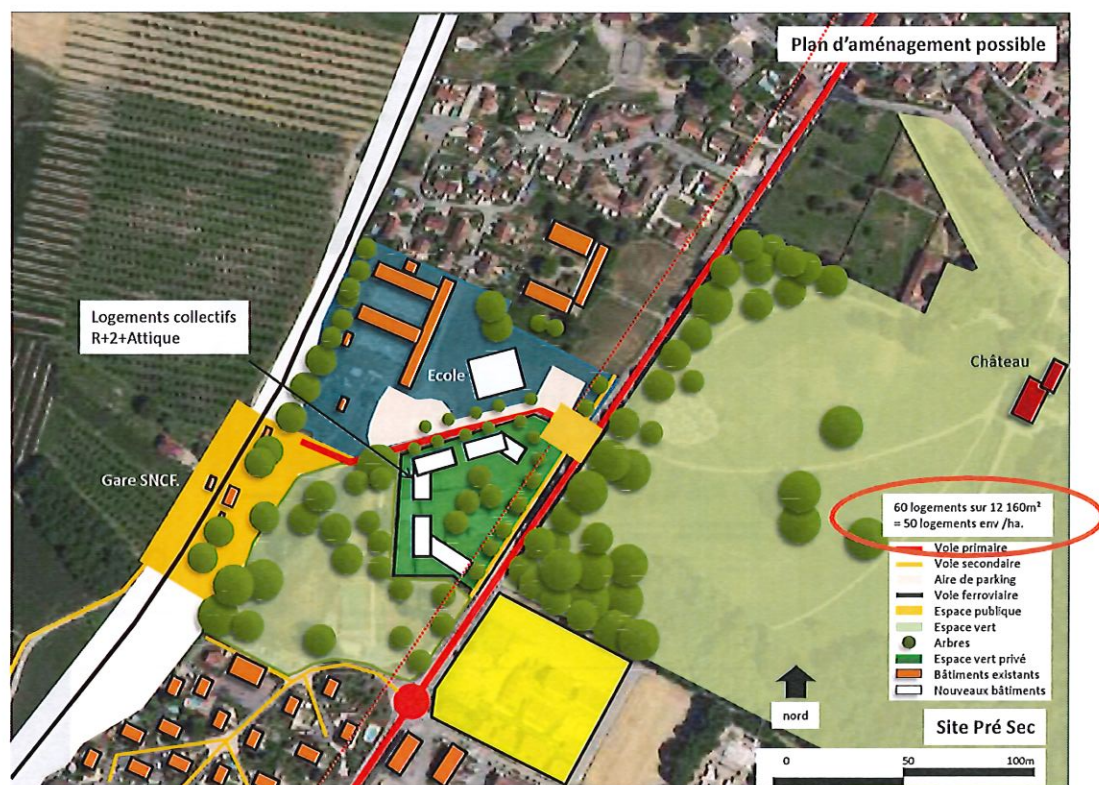 Plan d'aménagement possible
Logements collectifs
R+2+Attique
Ecole
Château
Gare SNCF.
60 logements sur 12 160m²
= 50 logements env /ha.
Voie primaire
Voie secondaire
Aire de parking
Voie ferroviaire
Espace publique
Espace vert
Arbres
Espace vert privé
Bâtiments existants
Nouveaux bâtiments
nord
Site Pré Sec
0 50 100m